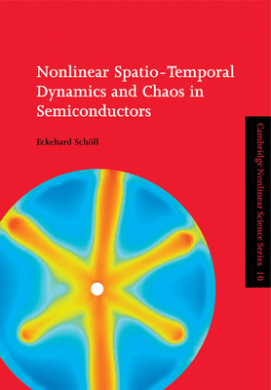 Nonlinear Spatio-Temporal
Dynamics and Chaos in
Semiconductors
Eckehard Schöll
Cambridge Nonlinear Science Series 10